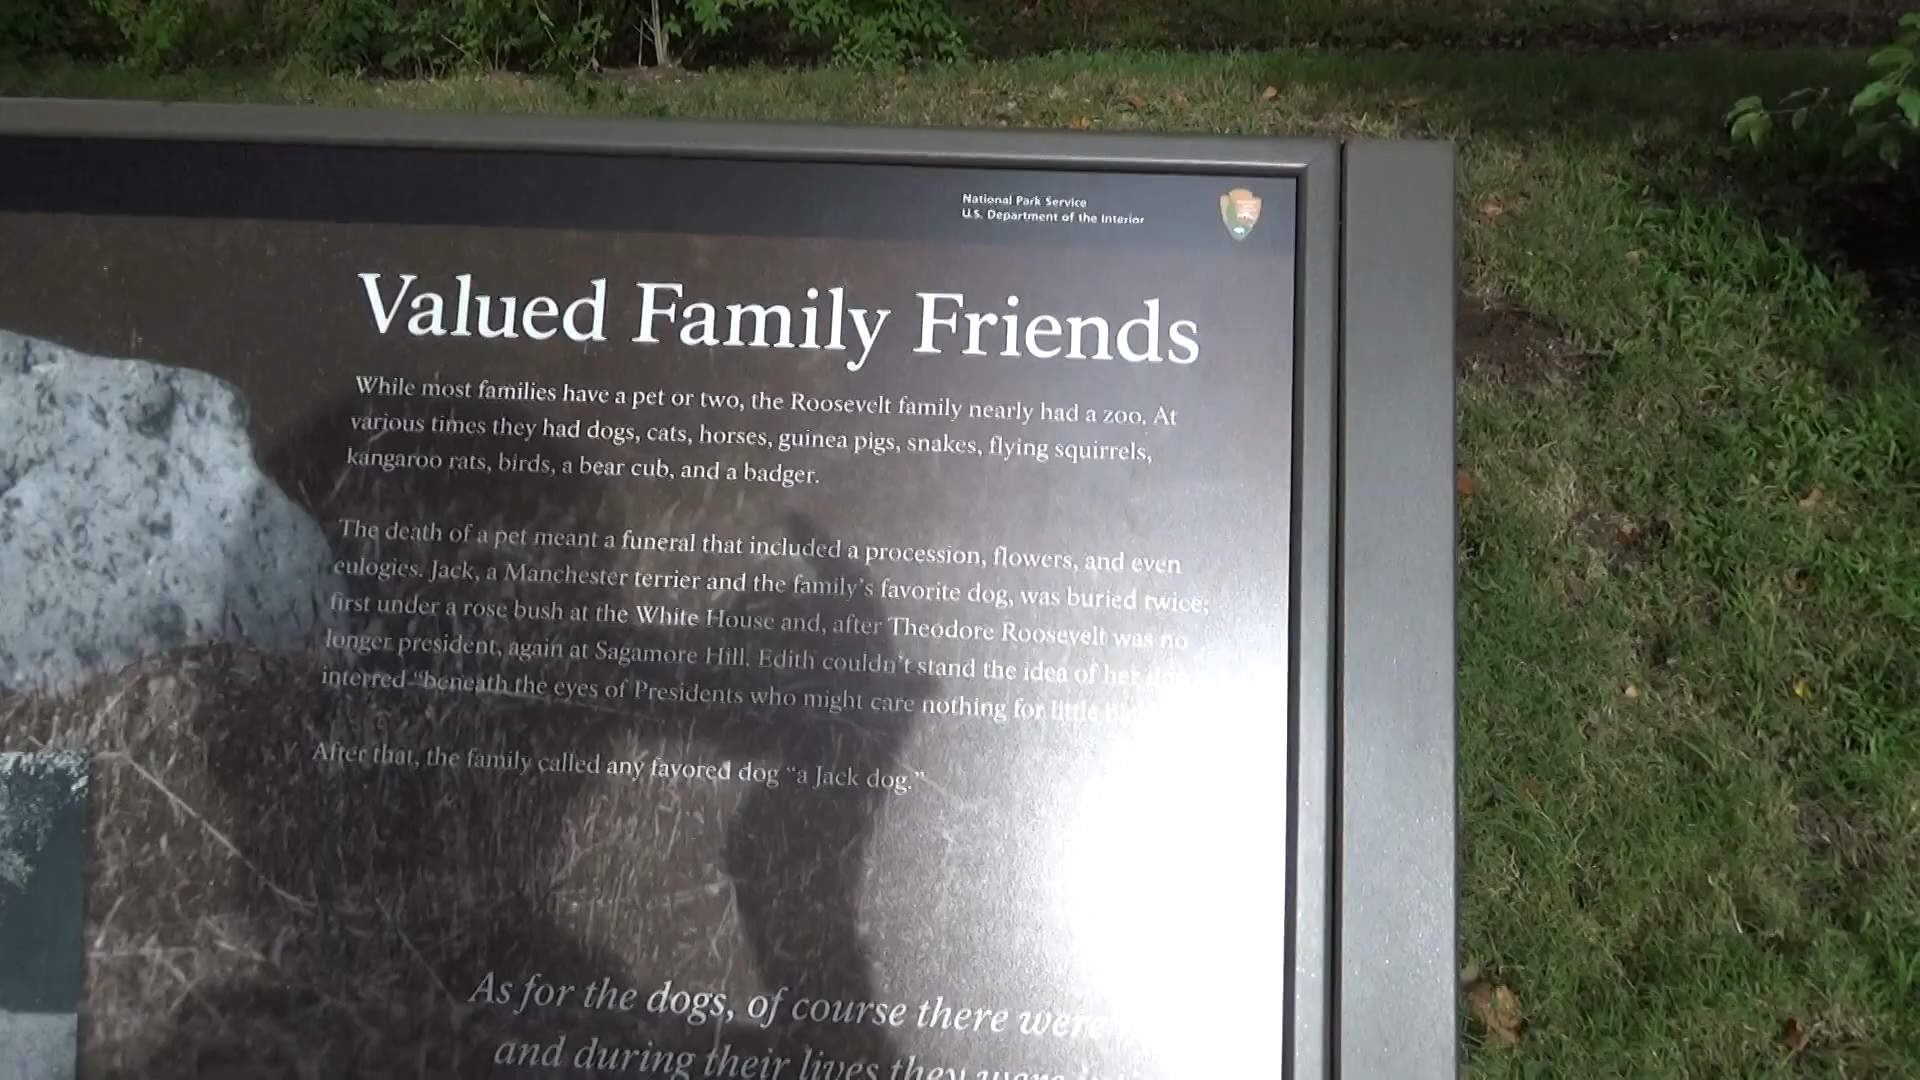 National Park Service
U.S. Department of the Interior
Valued Family Friends
While most families have a pet or two, the Roosevelt family nearly had a zoo. At
various times they had dogs, cats, horses, guinea pigs, snakes, flying squirrels,
kangaroo rats, birds, a bear cub, and a badger.
The death of a pet meant a funeral that included a procession, flowers, and even
eulogies. Jack, a Manchester terrier and the family's favorite dog, was buried twice;
first under a rose bush at the White House and, after Theodore Roosevelt was no
longer president, again at Sagamore Hill. Edith couldn't stand the idea of her
interred "beneath the eyes of Presidents who might care nothing for little
After that, the family called any favored dog "a Jack dog."
As for the dogs, of course there were
and during their lives they were